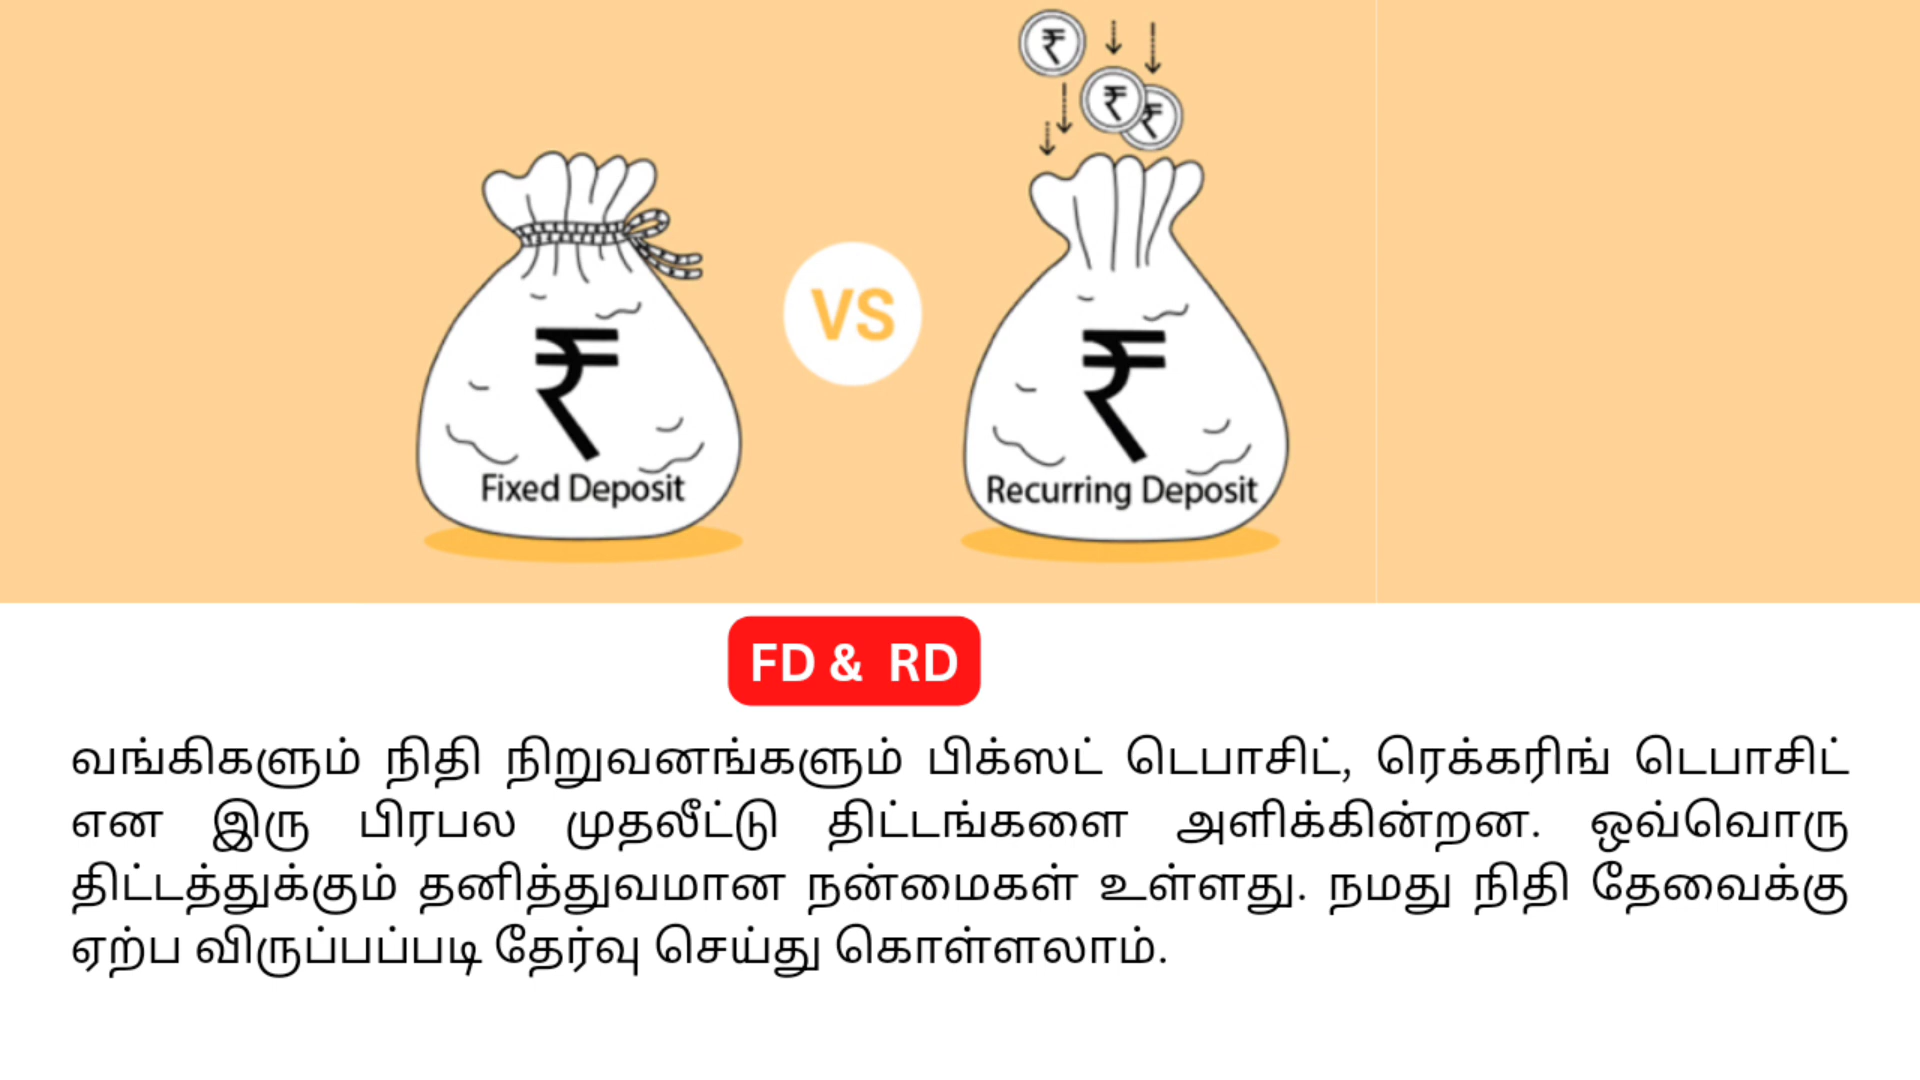 ₹
₹ ₹
VS
₹ ₹
Fixed Deposit
Recurring Deposit
FD & RD
வங்கிகளும் நிதி நிறுவனங்களும் பிக்ஸட் டெபாசிட், ரெக்கரிங் டெபாசிட்
என இரு பிரபல முதலீட்டு திட்டங்களை அளிக்கின்றன. ஒவ்வொரு
திட்டத்துக்கும் தனித்துவமான நன்மைகள் உள்ளது. நமது நிதி தேவைக்கு
ஏற்ப விருப்பப்படி தேர்வு செய்து கொள்ளலாம்.